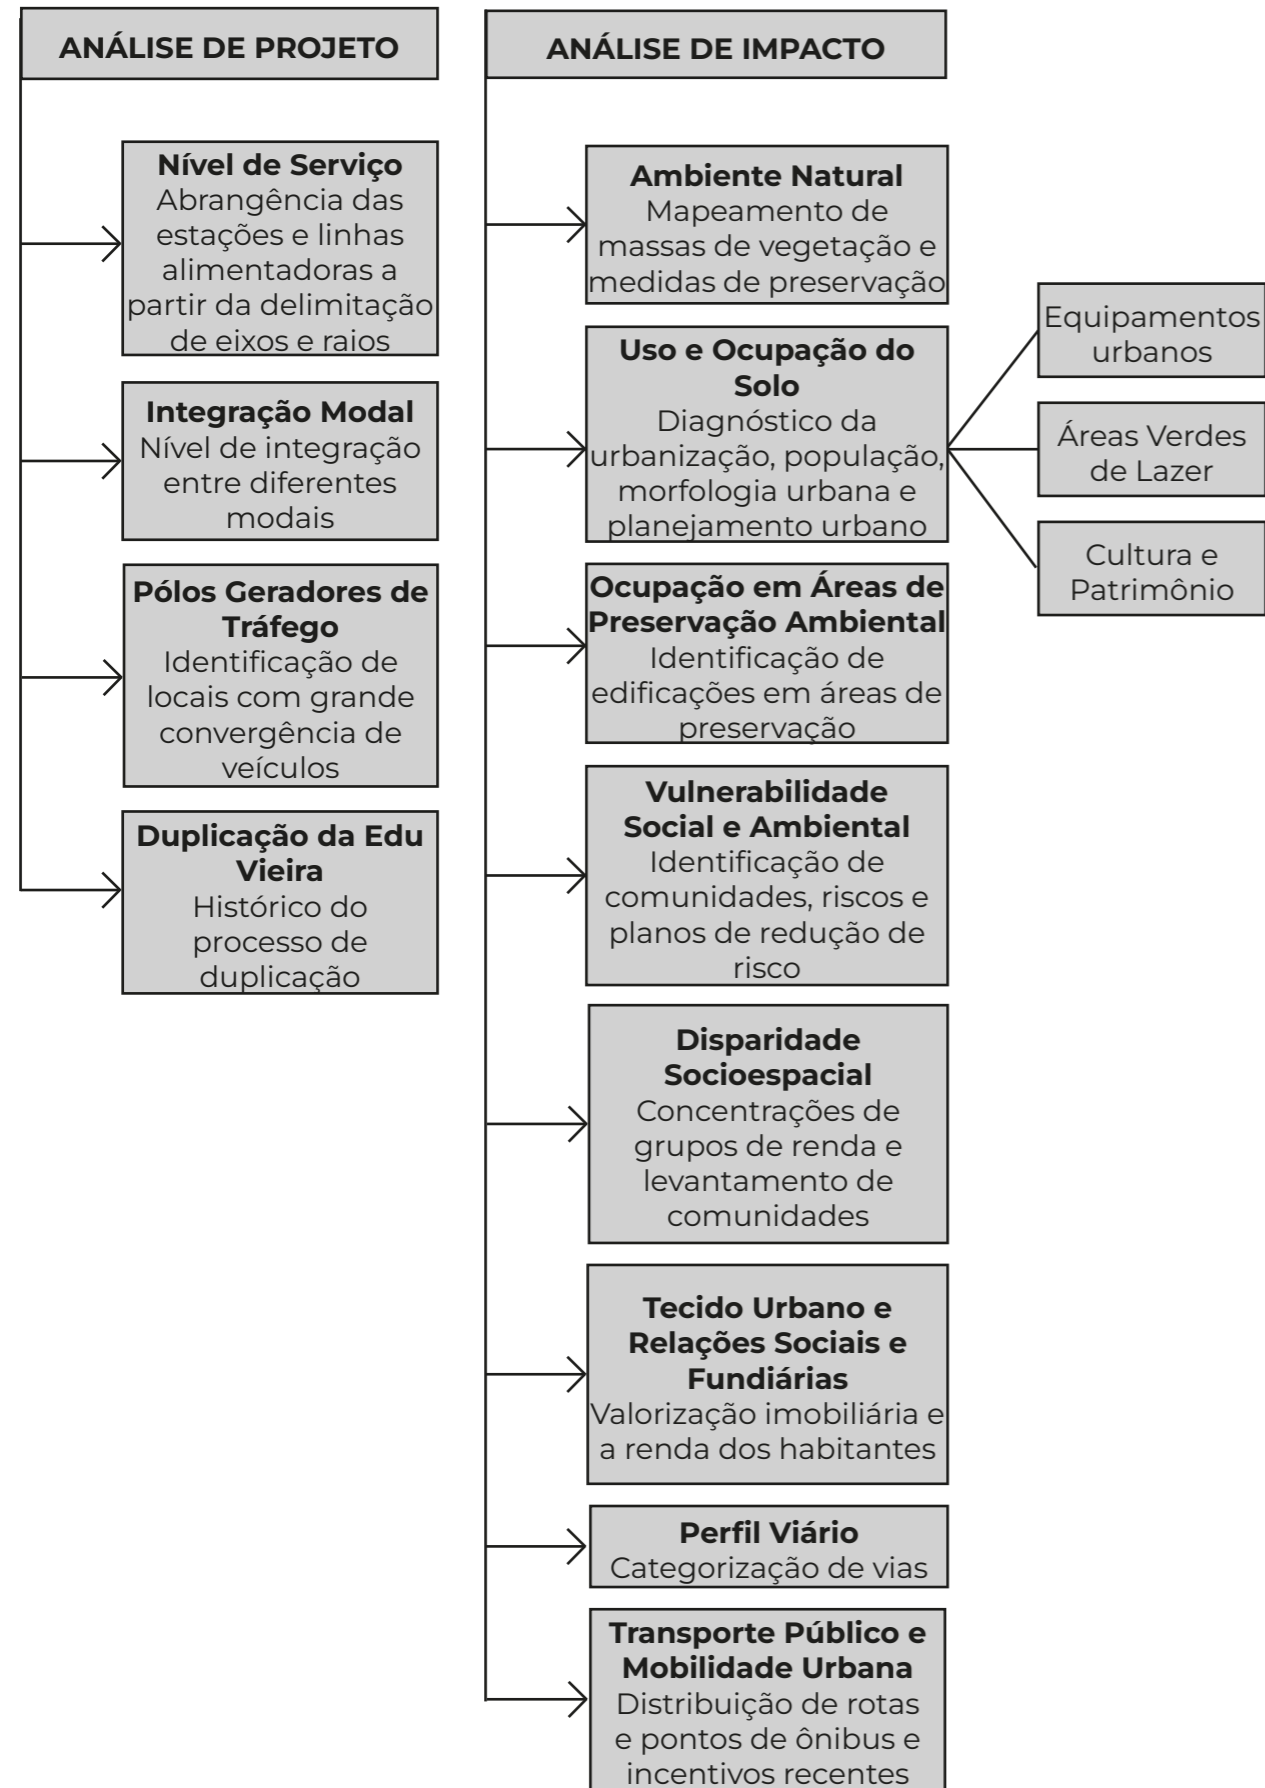 ANÁLISE DE PROJETO
Nível de Serviço
Abrangência das
estações e linhas
alimentadoras a
partir da delimitação
de eixos e raios
Integração Modal
Nível de integração
entre diferentes
modais
Pólos Geradores de
Tráfego
Identificação de
locais com grande
convergência de
veículos
Duplicação da Edu
Vieira
Histórico do
processo de
duplicação
ANÁLISE DE IMPACTO
Ambiente Natural
Mapeamento de
massas de vegetação e
medidas de preservação
Uso e Ocupação do
Solo
Diagnóstico da
urbanização, população,
morfologia urbana e
planejamento urbano
Equipamentos
urbanos
Áreas Verdes
de Lazer
Cultura e
Patrimônio
Ocupação em Áreas de
Preservação Ambiental
Identificação de
edificações em áreas de
preservação
Vulnerabilidade
Social e Ambiental
Identificação de
comunidades, riscos e
planos de redução de
risco
Disparidade
Socioespacial
Concentrações de
grupos de renda e
levantamento de
comunidades
Tecido Urbano e
Relações Sociais e
Fundiárias
Valorização imobiliária e
a renda dos habitantes
Perfil Viário
Categorização de vias
Transporte Público e
Mobilidade Urbana
Distribuição de rotas
e pontos de ônibus e
incentivos recentes